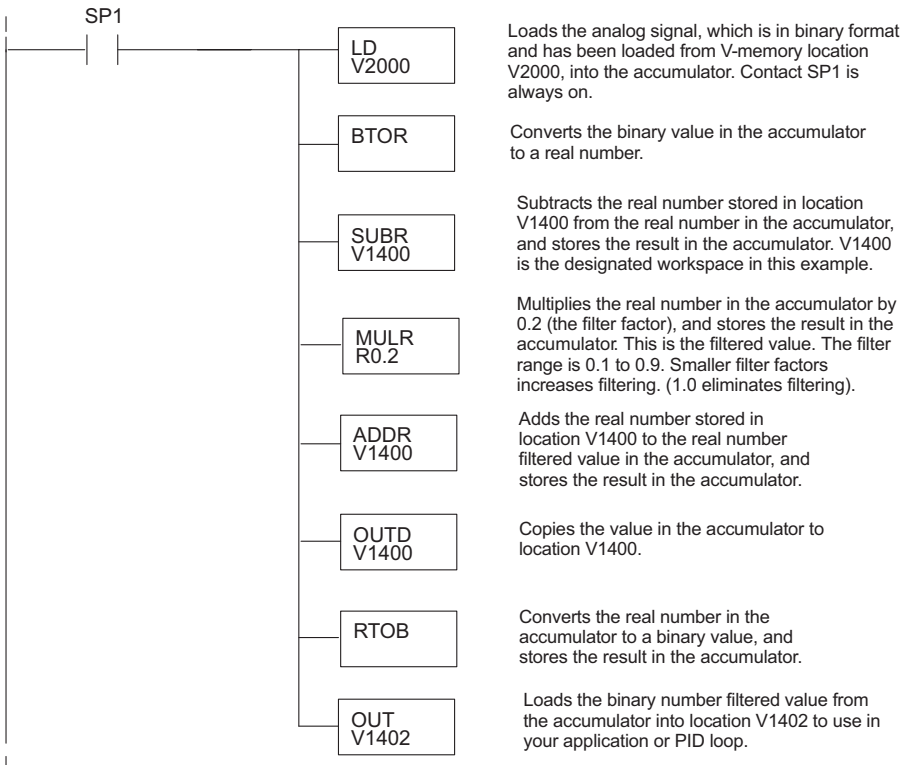 SP1
LD
V2000
Loads the analog signal, which is in binary format
and has been loaded from V-memory location
V2000, into the accumulator. Contact SP1 is
always on.
BTOR
Converts the binary value in the accumulator
to a real number.
SUBR
V1400
Subtracts the real number stored in location
V1400 from the real number in the accumulator,
and stores the result in the accumulator. V1400
is the designated workspace in this example.
MULR
R0.2
Multiplies the real number in the accumulator by
0.2 (the filter factor), and stores the result in the
accumulator. This is the filtered value. The filter
range is 0.1 to 0.9. Smaller filter factors
increases filtering. (1.0 eliminates filtering).
ADDR
V1400
Adds the real number stored in
location V1400 to the real number
filtered value in the accumulator, and
stores the result in the accumulator.
OUTD
V1400
Copies the value in the accumulator to
location V1400.
RTOB
Converts the real number in the
accumulator to a binary value, and
stores the result in the accumulator.
OUT
V1402
Loads the binary number filtered value from
the accumulator into location V1402 to use in
your application or PID loop.